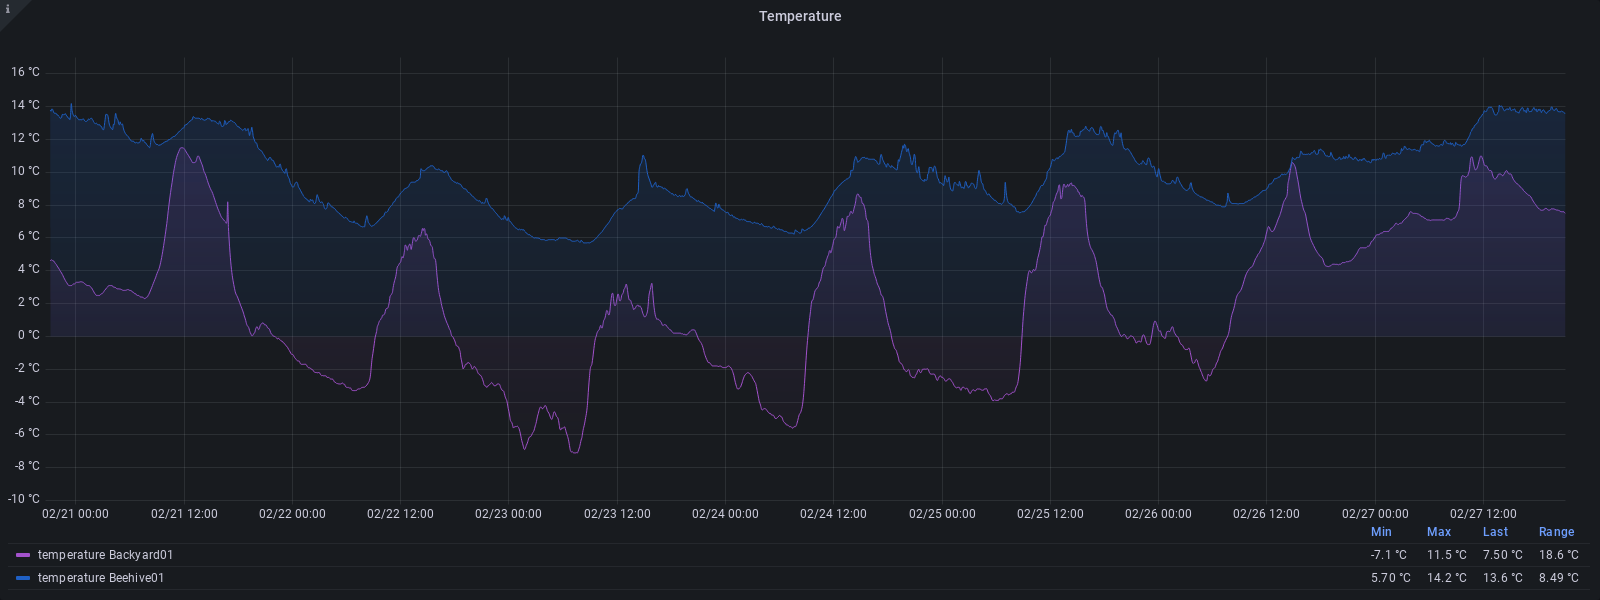 i
Temperature
16 °C
14 °C
12 °C
10 °C
8 °C
6 °C
4 °C
2 °C
0 °C
-2 °C
-4 °C
-6 °C
-8 °C
-10 °C
02/21 00:00 02/21 12:00 02/22 00:00 02/22 12:00 02/23 00:00 02/23 12:00 02/24 00:00 02/24 12:00 02/25 00:00 02/25 12:00 02/26 00:00 02/26 12:00 02/27 00:00 02/27 12:00
Min Max Last Range
temperature Backyard01 -7.1 °C 11.5 °C 7.50 °C 18.6 °C
temperature Beehive01 5.70 °C 14.2 °C 13.6 °C 8.49 °C